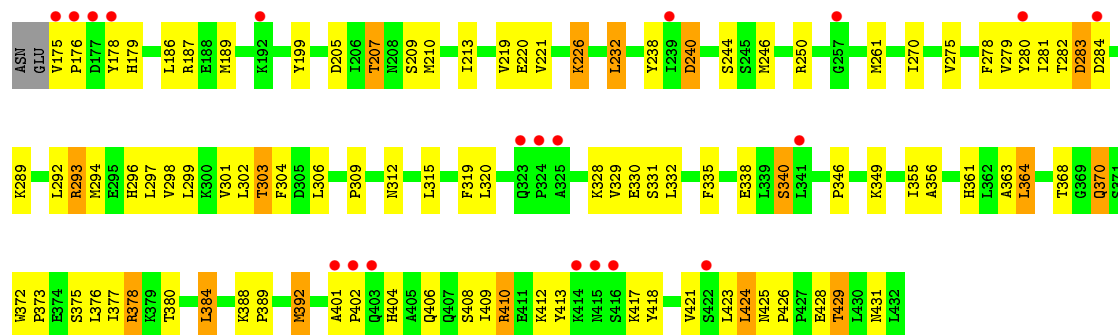 ASN GLU V175 P176 D177 Y178 H179 L186 R187 E188 M189 K192 Y199 D205 I206 T207 N208 S209 M210 I213 V219 E220 V221 K226 L232 Y238 I239 D240 S244 S245 M246 R250 G257 M261 I270 V275 F278 V279 Y280 I281 T282 D283 D284
K289 L292 R293 M294 E295 H296 L297 V298 L299 K300 V301 L302 T303 F304 D305 L306 P309 N312 L315 F319 L320 Q323 P324 A325 K328 V329 E330 S331 L332 F335 E338 L339 S340 L341 P346 K349 I355 A356 H361 L362 A363 L364 T368 G369 Q370 S371
W372 P373 E374 S375 L376 I377 R378 K379 T380 L384 K388 P389 M392 A401 P402 Q403 H404 A405 Q406 Q407 S408 I409 R410 E411 K412 Y413 K414 N415 S416 K417 Y418 V421 S422 L423 L424 N425 P426 P427 E428 T429 L430 N431 L432